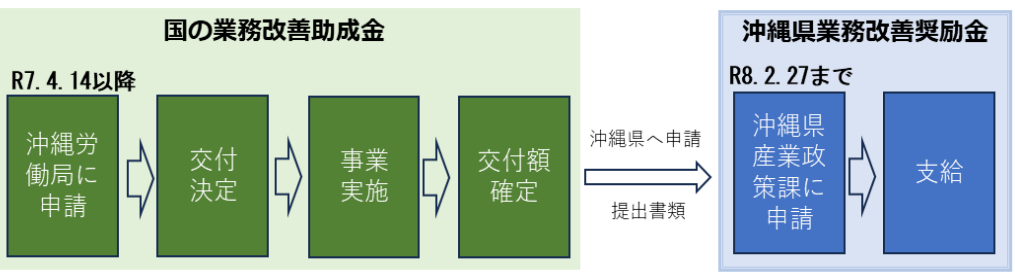 国の業務改善助成金
R7.4.14以降
沖縄労
働局に
申請
交付
決定
事業
実施
交付額
確定
沖縄県へ申請
提出書類
沖縄県業務改善奨励金
R8.2.27まで
沖縄県
産業政
策課に
申請
支給